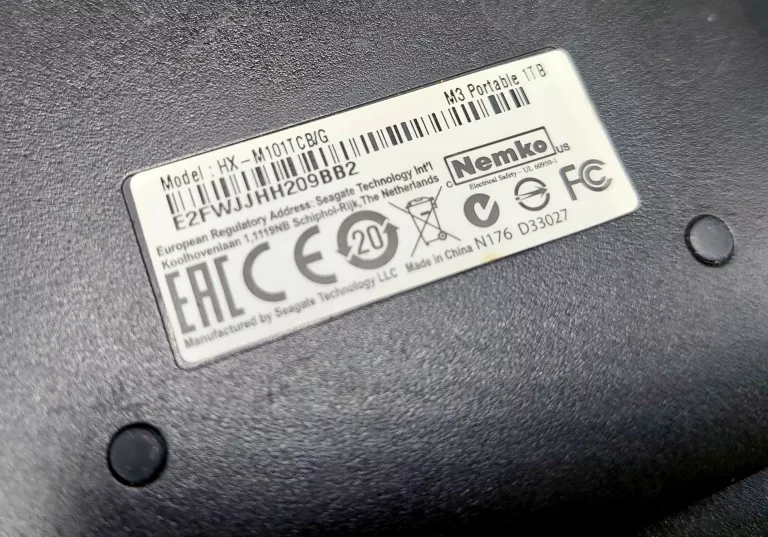 Model : HX - M101TCB/G
M3 Portable 1TB
E2FWJJHH209BB2
European Regulatory Address: Seagate Technology Int'l
Koolhovenlaan 1,1119NB Schiphol-Rijk,The Netherlands
C Nemko US
Electrical Safety - UL 60950-1
EAC CE 20 FC
Made in China N176 D33027
Manufactured by Seagate Technology LLC